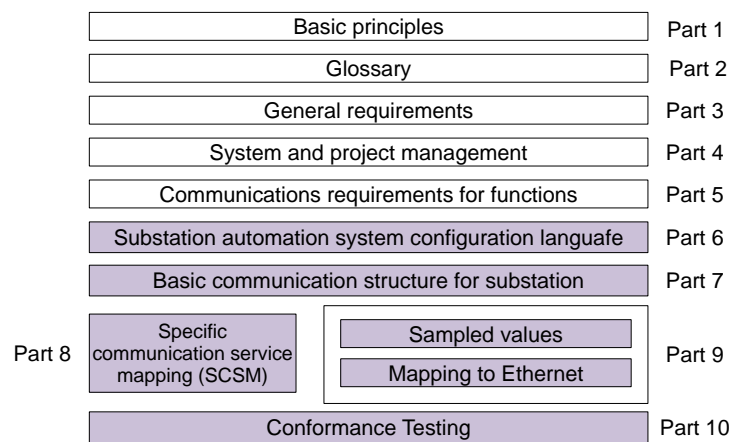 Basic principles Part 1
Glossary Part 2
General requirements Part 3
System and project management Part 4
Communications requirements for functions Part 5
Substation automation system configuration languafe Part 6
Basic communication structure for substation Part 7
Part 8
Specific
communication service
mapping (SCSM)
Sampled values
Mapping to Ethernet
Part 9
Conformance Testing Part 10